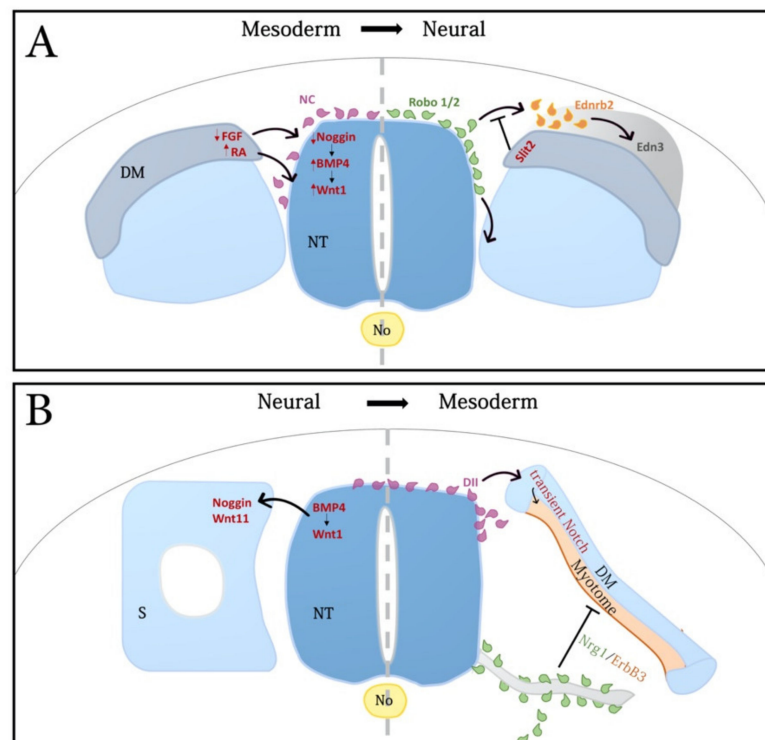 A
Mesoderm Neural
NC
Robo 1/2
Ednrb2
FGF
RA
Noggin
BMP4
Wnt1
Slit2
Edn3
DM
NT
No
B
Neural Mesoderm
Dll
Noggin
Wnt11
BMP4
Wnt1
transient Notch
DM
Myotome
S
NT
Nrg1/ErbB3
No